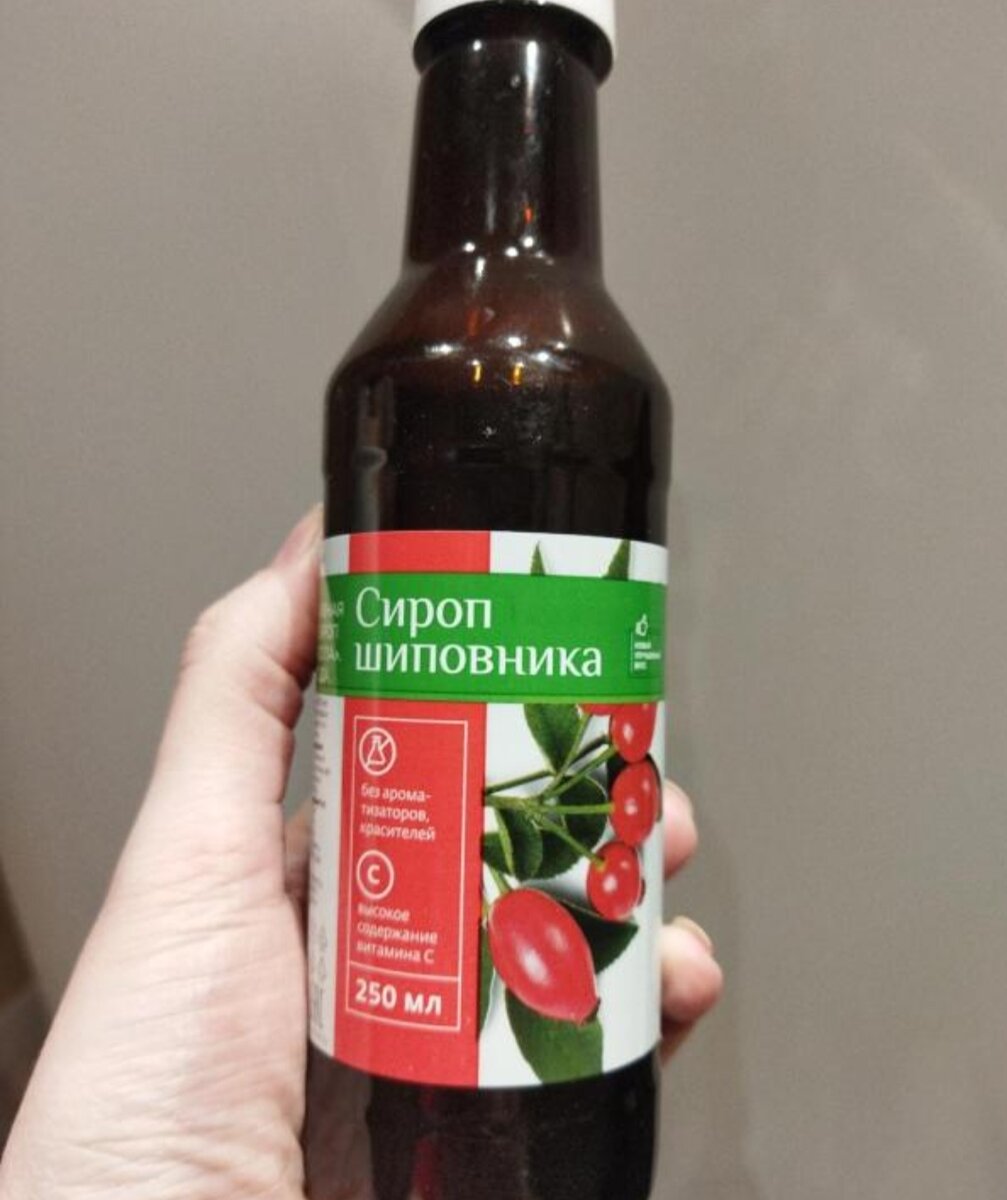 Сироп
шиповника
без арома-
тизаторов,
красителей
C
высокое
содержание
витамина С
250 мл